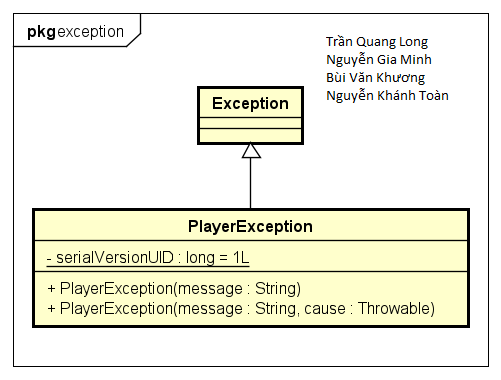 pkg exception
Trần Quang Long
Nguyễn Gia Minh
Bùi Văn Khương
Nguyễn Khánh Toàn
Exception
PlayerException
- serialVersionUID : long = 1L
+ PlayerException(message : String)
+ PlayerException(message : String, cause : Throwable)